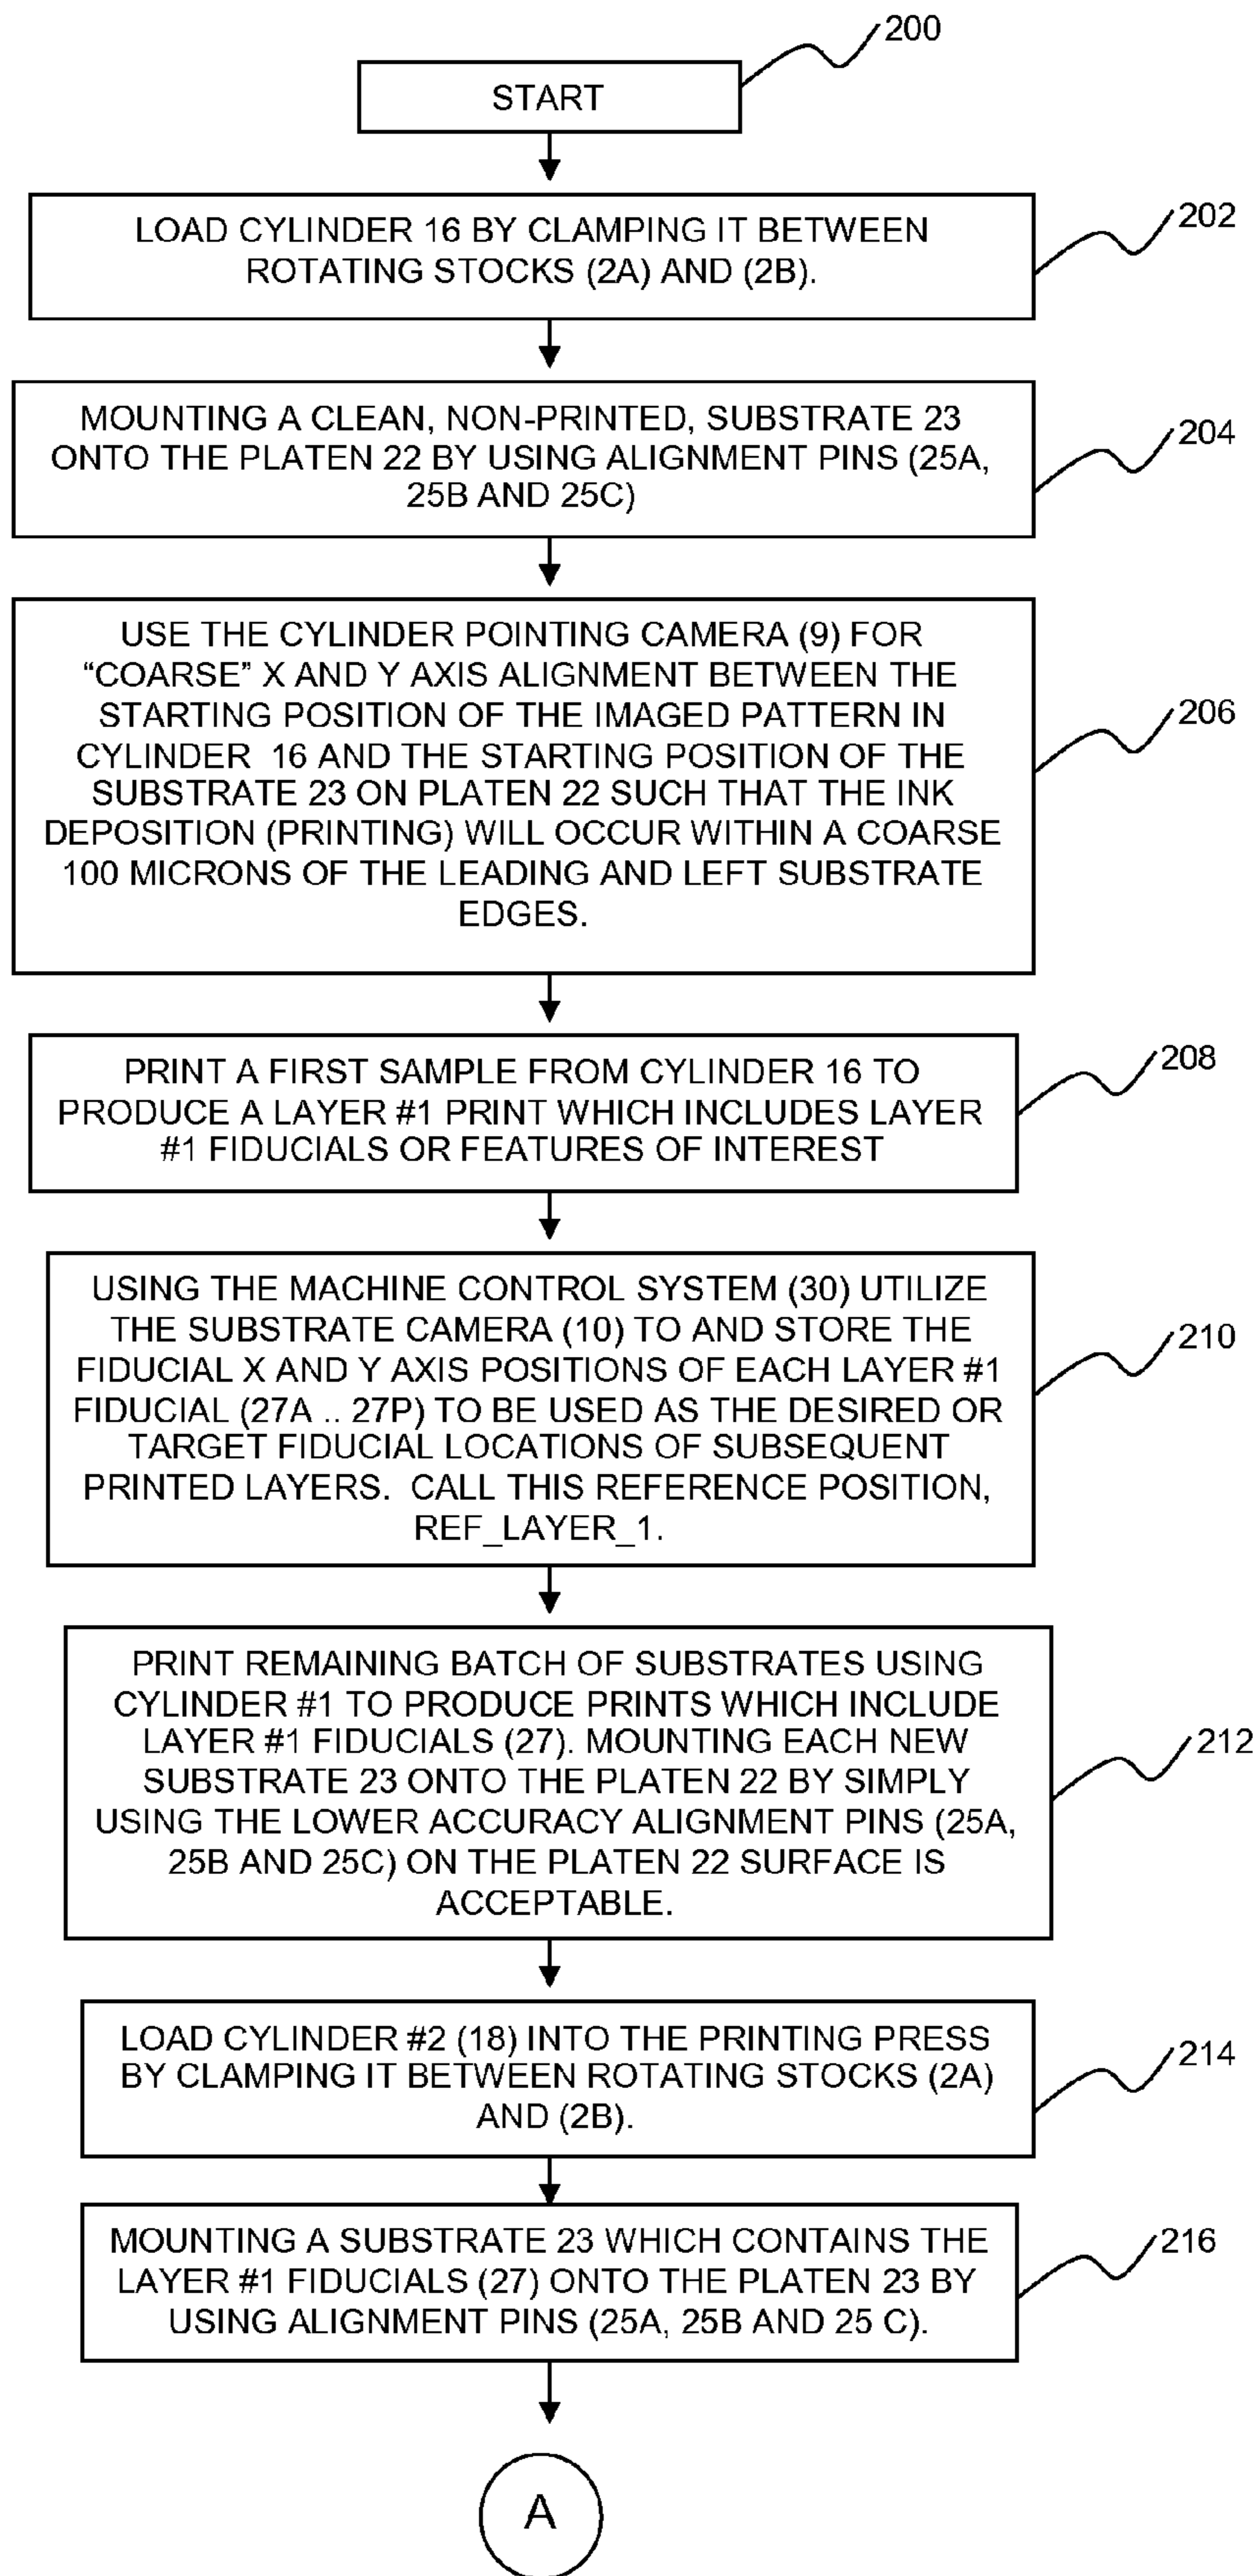 200
START
LOAD CYLINDER 16 BY CLAMPING IT BETWEEN
ROTATING STOCKS (2A) AND (2B).
202
MOUNTING A CLEAN, NON-PRINTED, SUBSTRATE 23
ONTO THE PLATEN 22 BY USING ALIGNMENT PINS (25A,
25B AND 25C)
204
USE THE CYLINDER POINTING CAMERA (9) FOR
“COARSE” X AND Y AXIS ALIGNMENT BETWEEN THE
STARTING POSITION OF THE IMAGED PATTERN IN
CYLINDER 16 AND THE STARTING POSITION OF THE
SUBSTRATE 23 ON PLATEN 22 SUCH THAT THE INK
DEPOSITION (PRINTING) WILL OCCUR WITHIN A COARSE
100 MICRONS OF THE LEADING AND LEFT SUBSTRATE
EDGES.
206
PRINT A FIRST SAMPLE FROM CYLINDER 16 TO
PRODUCE A LAYER #1 PRINT WHICH INCLUDES LAYER
#1 FIDUCIALS OR FEATURES OF INTEREST
208
USING THE MACHINE CONTROL SYSTEM (30) UTILIZE
THE SUBSTRATE CAMERA (10) TO AND STORE THE
FIDUCIAL X AND Y AXIS POSITIONS OF EACH LAYER #1
FIDUCIAL (27A .. 27P) TO BE USED AS THE DESIRED OR
TARGET FIDUCIAL LOCATIONS OF SUBSEQUENT
PRINTED LAYERS. CALL THIS REFERENCE POSITION,
REF_LAYER_1.
210
PRINT REMAINING BATCH OF SUBSTRATES USING
CYLINDER #1 TO PRODUCE PRINTS WHICH INCLUDE
LAYER #1 FIDUCIALS (27). MOUNTING EACH NEW
SUBSTRATE 23 ONTO THE PLATEN 22 BY SIMPLY
USING THE LOWER ACCURACY ALIGNMENT PINS (25A,
25B AND 25C) ON THE PLATEN 22 SURFACE IS
ACCEPTABLE.
212
LOAD CYLINDER #2 (18) INTO THE PRINTING PRESS
BY CLAMPING IT BETWEEN ROTATING STOCKS (2A)
AND (2B).
214
MOUNTING A SUBSTRATE 23 WHICH CONTAINS THE
LAYER #1 FIDUCIALS (27) ONTO THE PLATEN 23 BY
USING ALIGNMENT PINS (25A, 25B AND 25 C).
216
A